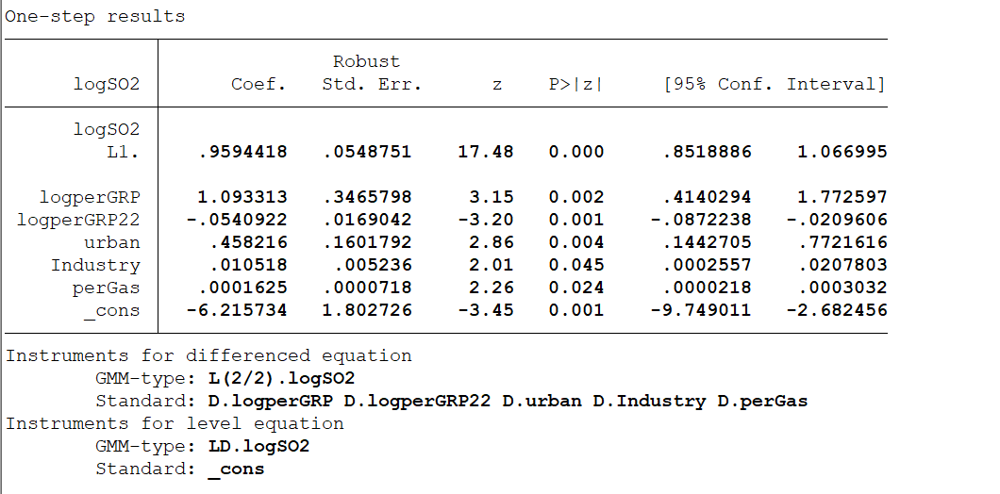 One-step results
Robust
logSO2 Coef. Std. Err. z P>|z| [95% Conf. Interval]
logSO2
L1. .9594418 .0548751 17.48 0.000 .8518886 1.066995
logperGRP 1.093313 .3465798 3.15 0.002 .4140294 1.772597
logperGRP22 -.0540922 .0169042 -3.20 0.001 -.0872238 -.0209606
urban .458216 .1601792 2.86 0.004 .1442705 .7721616
Industry .010518 .005236 2.01 0.045 .0002557 .0207803
perGas .0001625 .0000718 2.26 0.024 .0000218 .0003032
_cons -6.215734 1.802726 -3.45 0.001 -9.749011 -2.682456
Instruments for differenced equation
GMM-type: L(2/2).logSO2
Standard: D.logperGRP D.logperGRP22 D.urban D.Industry D.perGas
Instruments for level equation
GMM-type: LD.logSO2
Standard: _cons